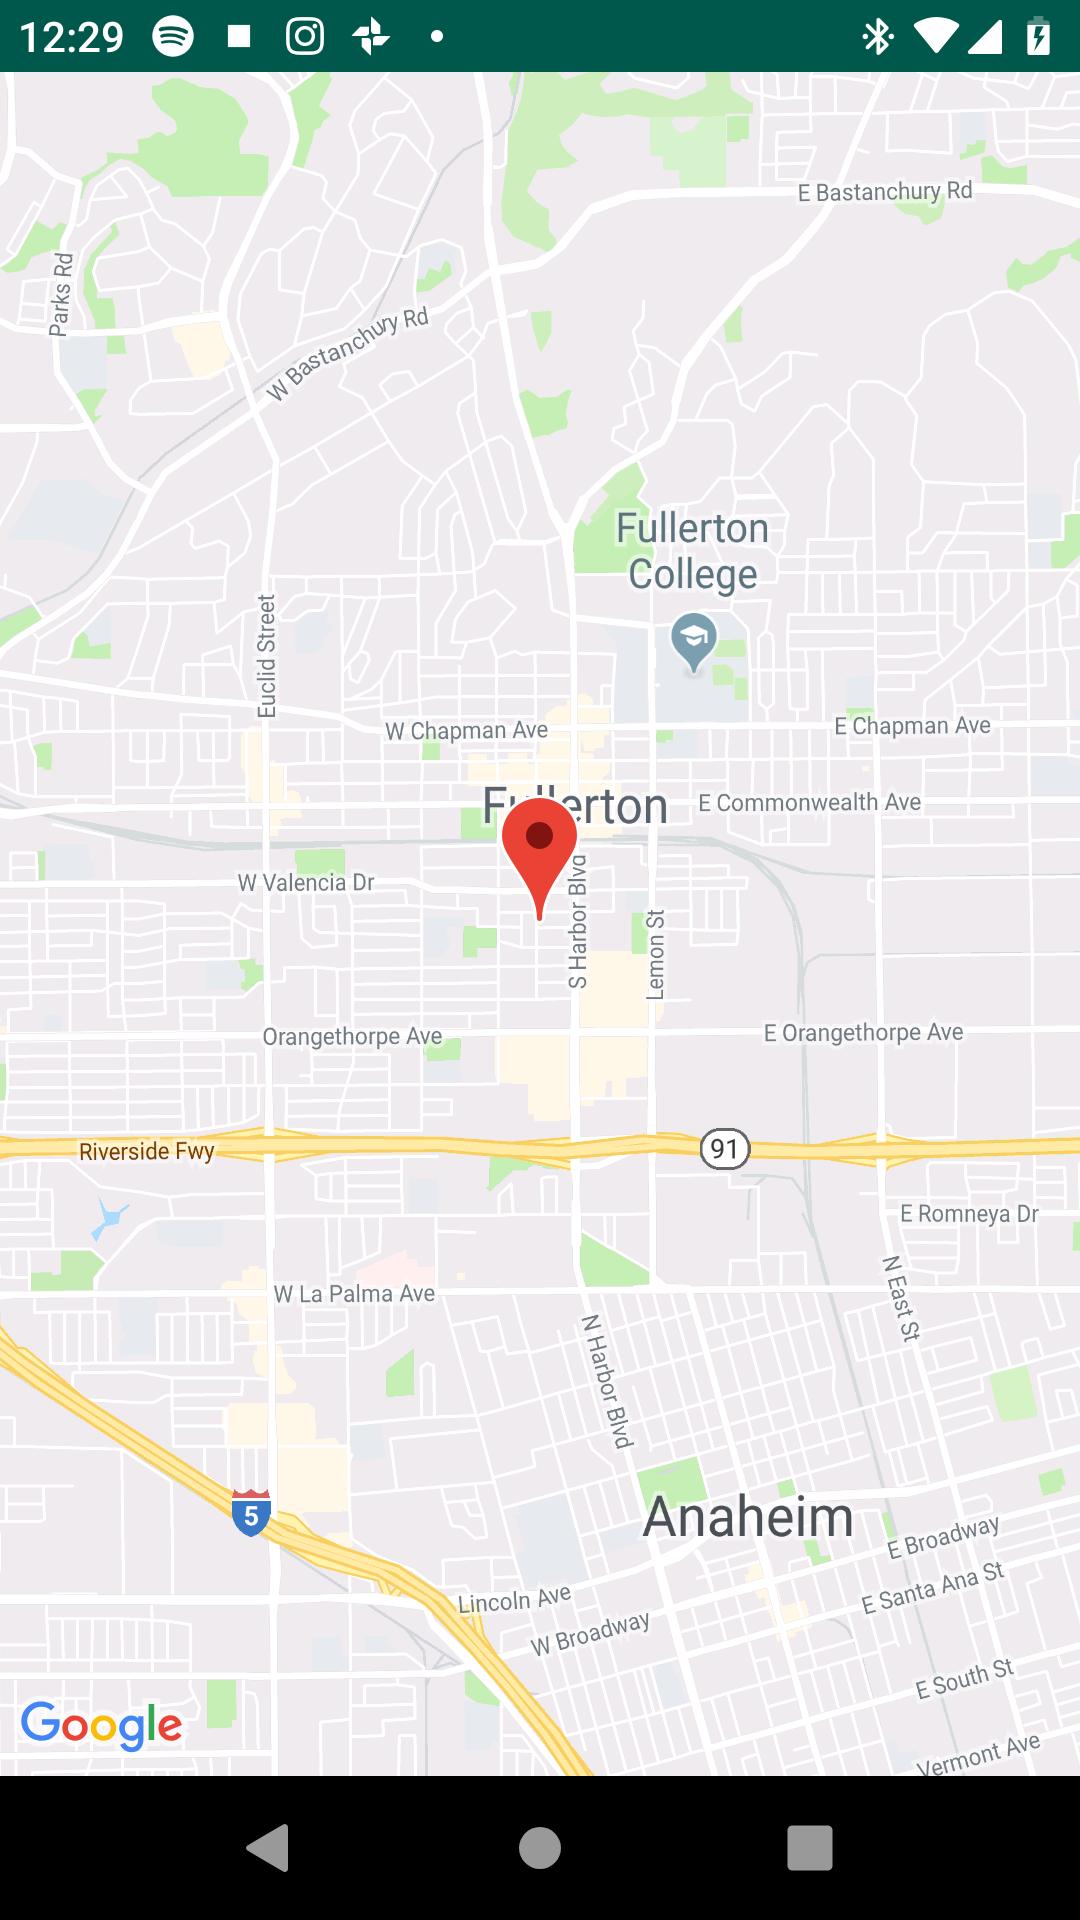 12:29
E Bastanchury Rd
Parks Rd
W Bastanchury Rd
Fullerton
College
Euclid Street
W Chapman Ave
E Chapman Ave
Fullerton
E Commonwealth Ave
W Valencia Dr
S Harbor Blvd
Lemon St
Orangethorpe Ave
E Orangethorpe Ave
Riverside Fwy
91
E Romneya Dr
W La Palma Ave
N East St
N Harbor Blvd
5
Anaheim
E Broadway
Lincoln Ave
E Santa Ana St
W Broadway
E South St
Google
Vermont Ave